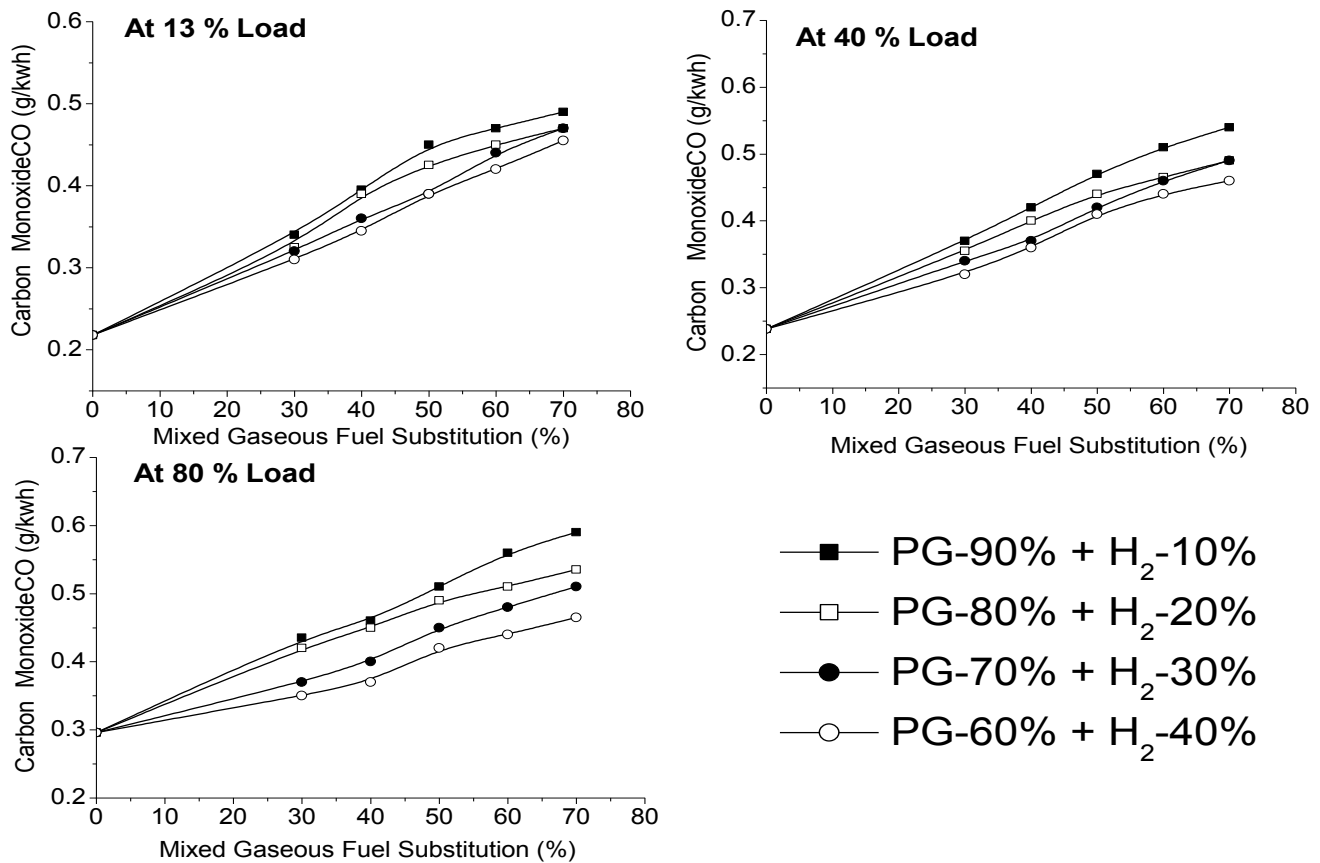 At 13 % Load
Carbon MonoxideCO (g/kwh)
0.6
0.5
0.4
0.3
0.2
0 10 20 30 40 50 60 70 80
Mixed Gaseous Fuel Substitution (%)
At 40 % Load
Carbon MonoxideCO (g/kwh)
0.7
0.6
0.5
0.4
0.3
0.2
0 10 20 30 40 50 60 70 80
Mixed Gaseous Fuel Substitution (%)
At 80 % Load
Carbon MonoxideCO (g/kwh)
0.7
0.6
0.5
0.4
0.3
0.2
0 10 20 30 40 50 60 70 80
Mixed Gaseous Fuel Substitution (%)
PG-90% + H₂-10%
PG-80% + H₂-20%
PG-70% + H₂-30%
PG-60% + H₂-40%